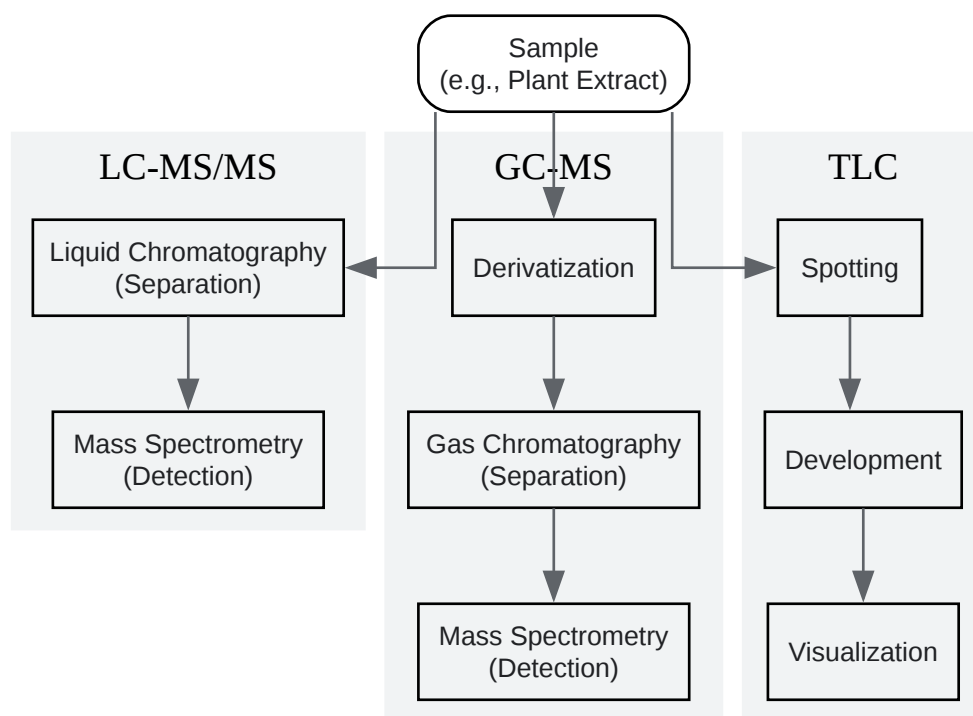 Sample
(e.g., Plant Extract)
LC-MS/MS
Liquid Chromatography
(Separation)
Mass Spectrometry
(Detection)
GC-MS
Derivatization
Gas Chromatography
(Separation)
Mass Spectrometry
(Detection)
TLC
Spotting
Development
Visualization